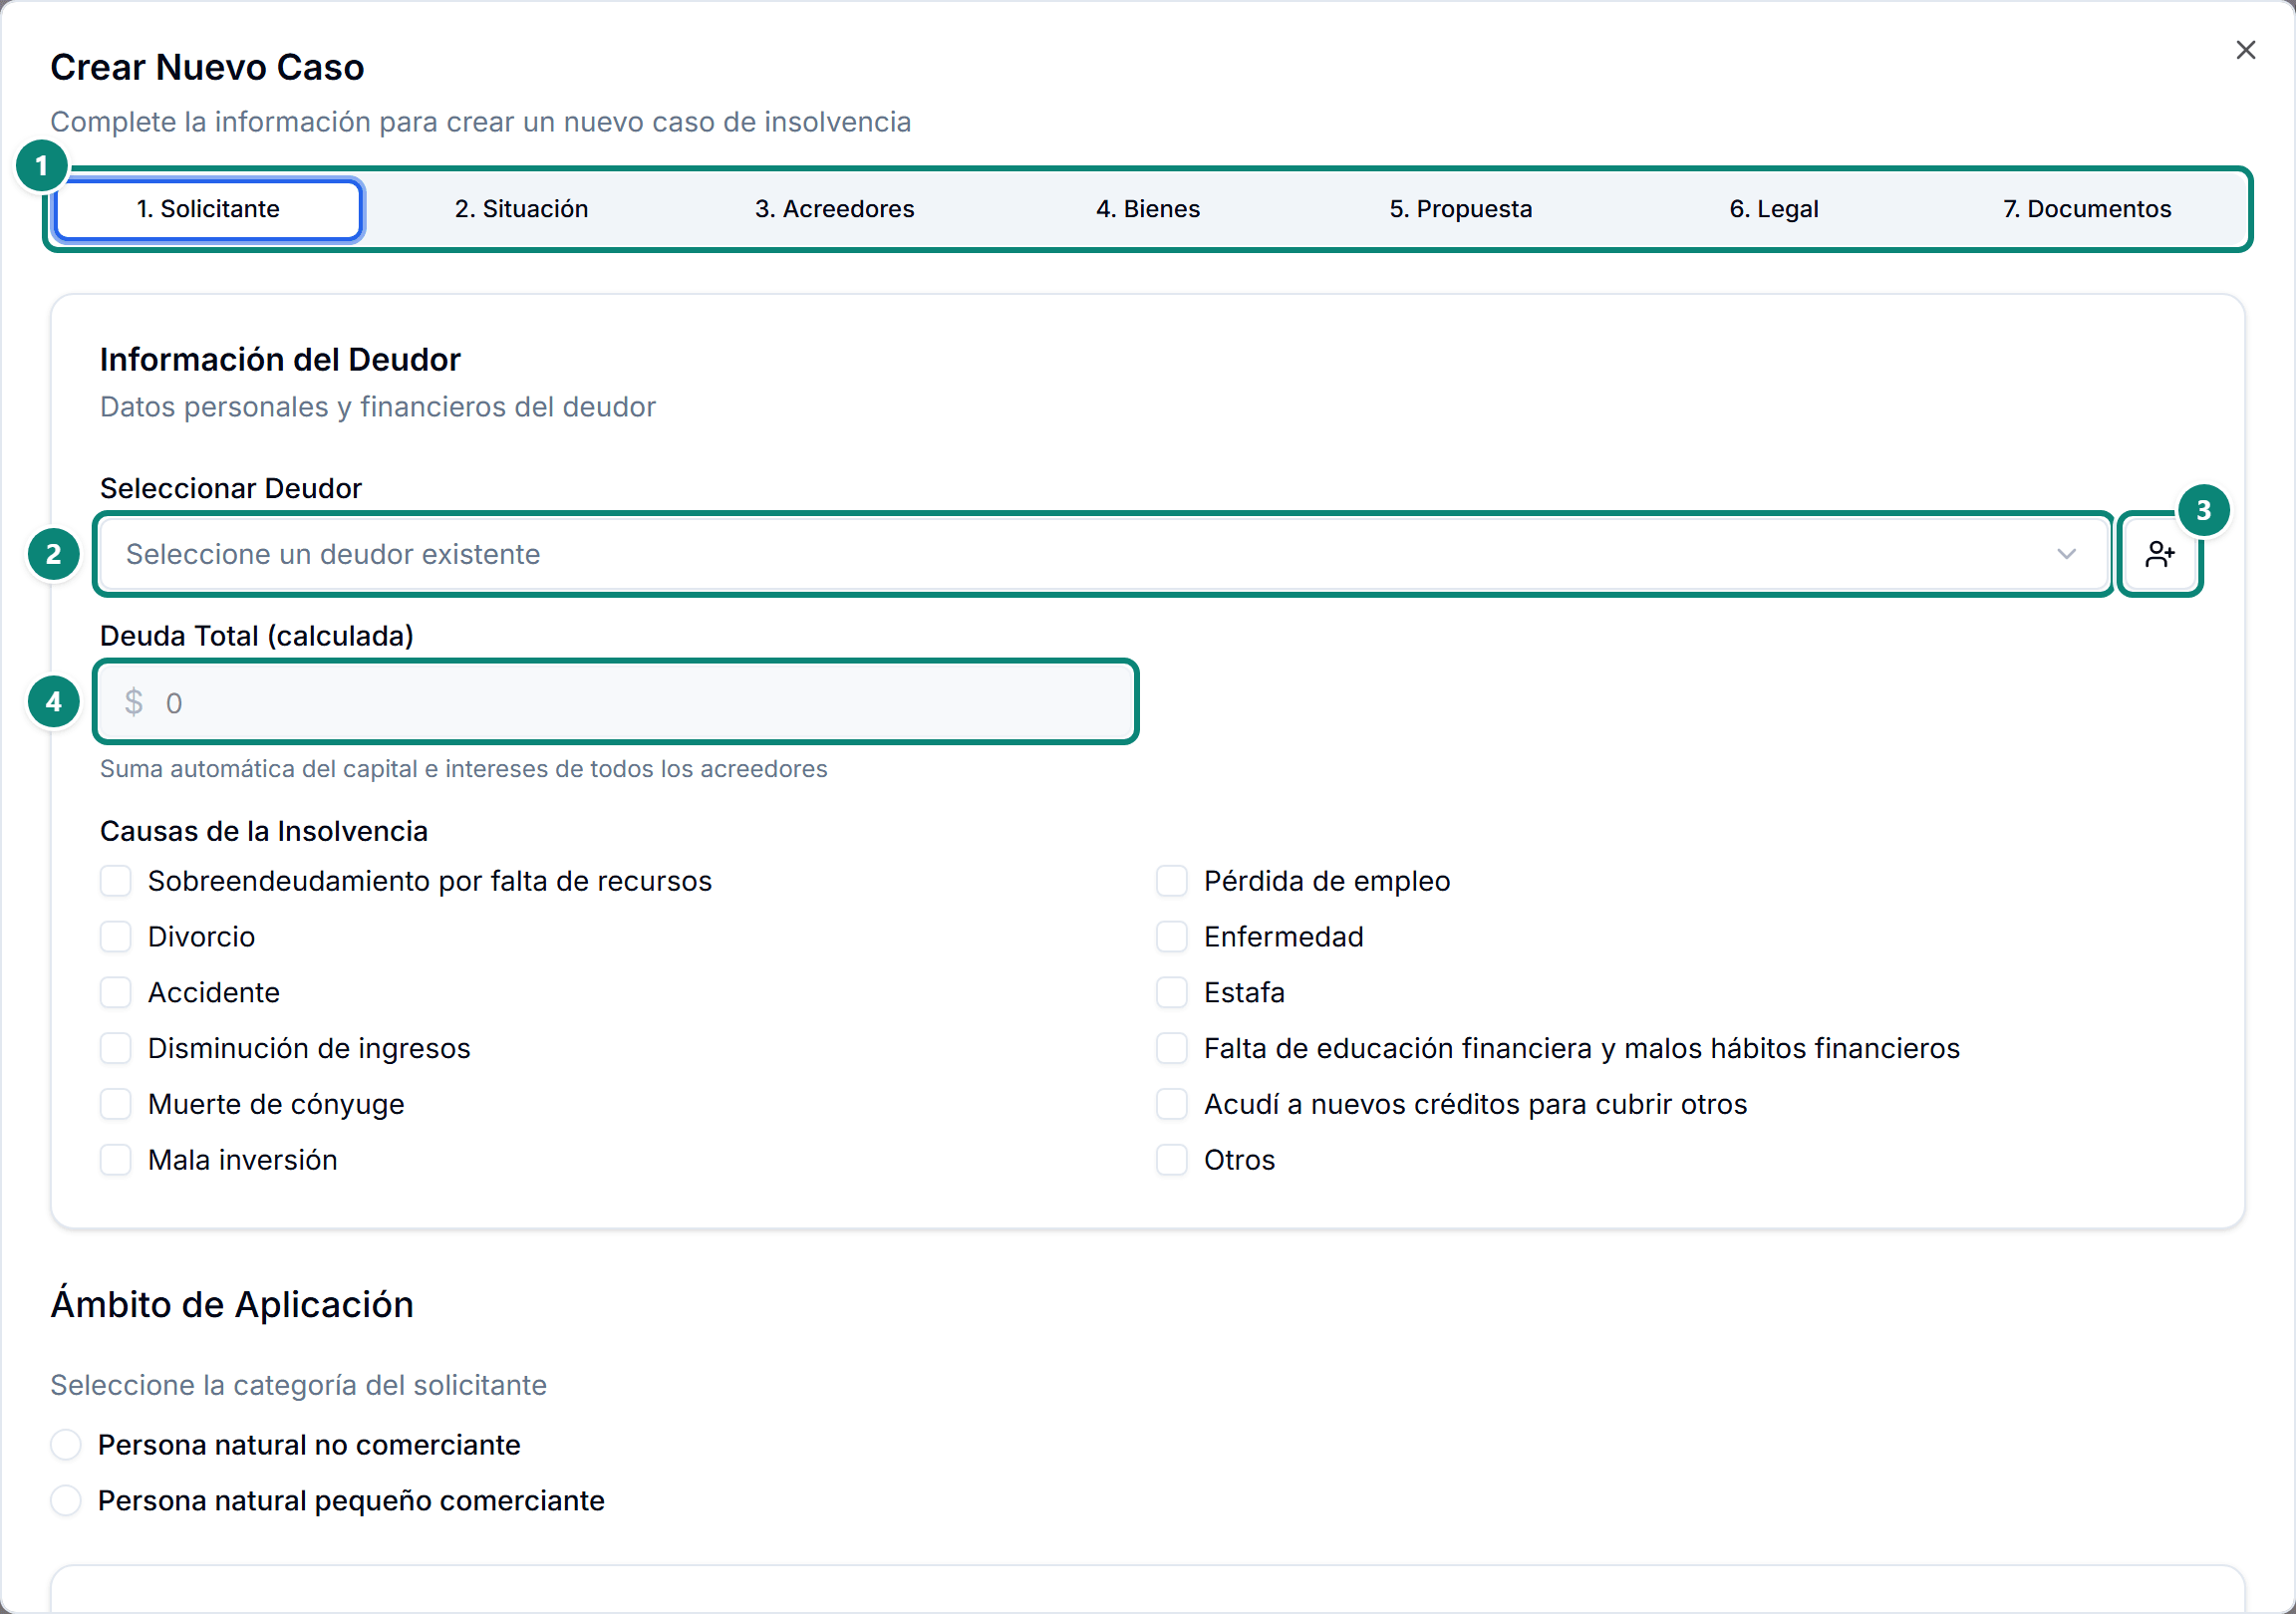 Crear Nuevo Caso
Complete la información para crear un nuevo caso de insolvencia
1
1. Solicitante 2. Situación 3. Acreedores 4. Bienes 5. Propuesta 6. Legal 7. Documentos
Información del Deudor
Datos personales y financieros del deudor
Seleccionar Deudor
3
2 Seleccione un deudor existente
Deuda Total (calculada)
4 $ 0
Suma automática del capital e intereses de todos los acreedores
Causas de la Insolvencia
Sobreendeudamiento por falta de recursos Pérdida de empleo
Divorcio Enfermedad
Accidente Estafa
Disminución de ingresos Falta de educación financiera y malos hábitos financieros
Muerte de cónyuge Acudí a nuevos créditos para cubrir otros
Mala inversión Otros
Ámbito de Aplicación
Seleccione la categoría del solicitante
Persona natural no comerciante
Persona natural pequeño comerciante